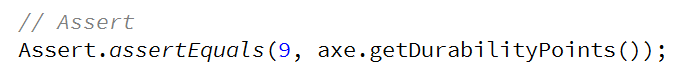 // Assert
Assert.assertEquals(9, axe.getDurabilityPoints());